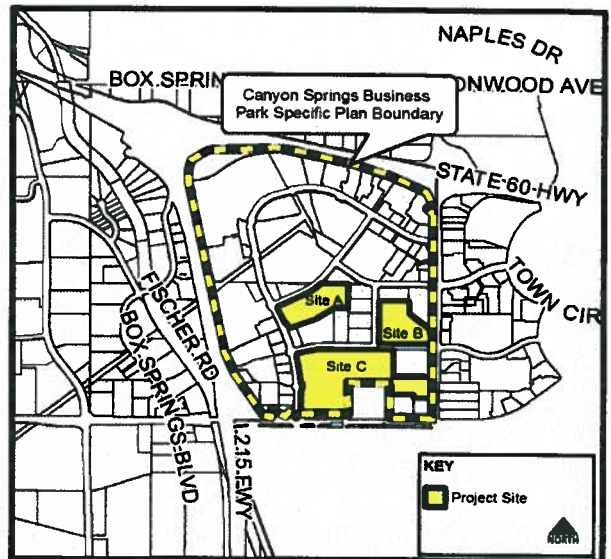 NAPLES DR
BOX SPRIN
ONWOOD AVE
Canyon Springs Business
Park Specific Plan Boundary
STATE 60 HWY
TOWN CIR
Site A
Site B
Site C
FISCHER RD
BOX SPRINGS BLVD
I 215 FWY
KEY
Project Site
NORTH